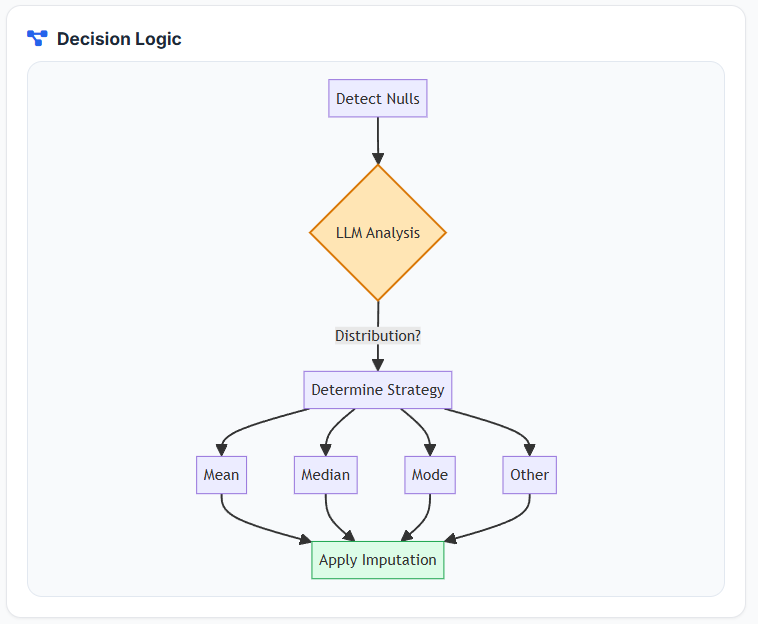 Decision Logic
Detect Nulls
LLM Analysis
Distribution?
Determine Strategy
Mean
Median
Mode
Other
Apply Imputation